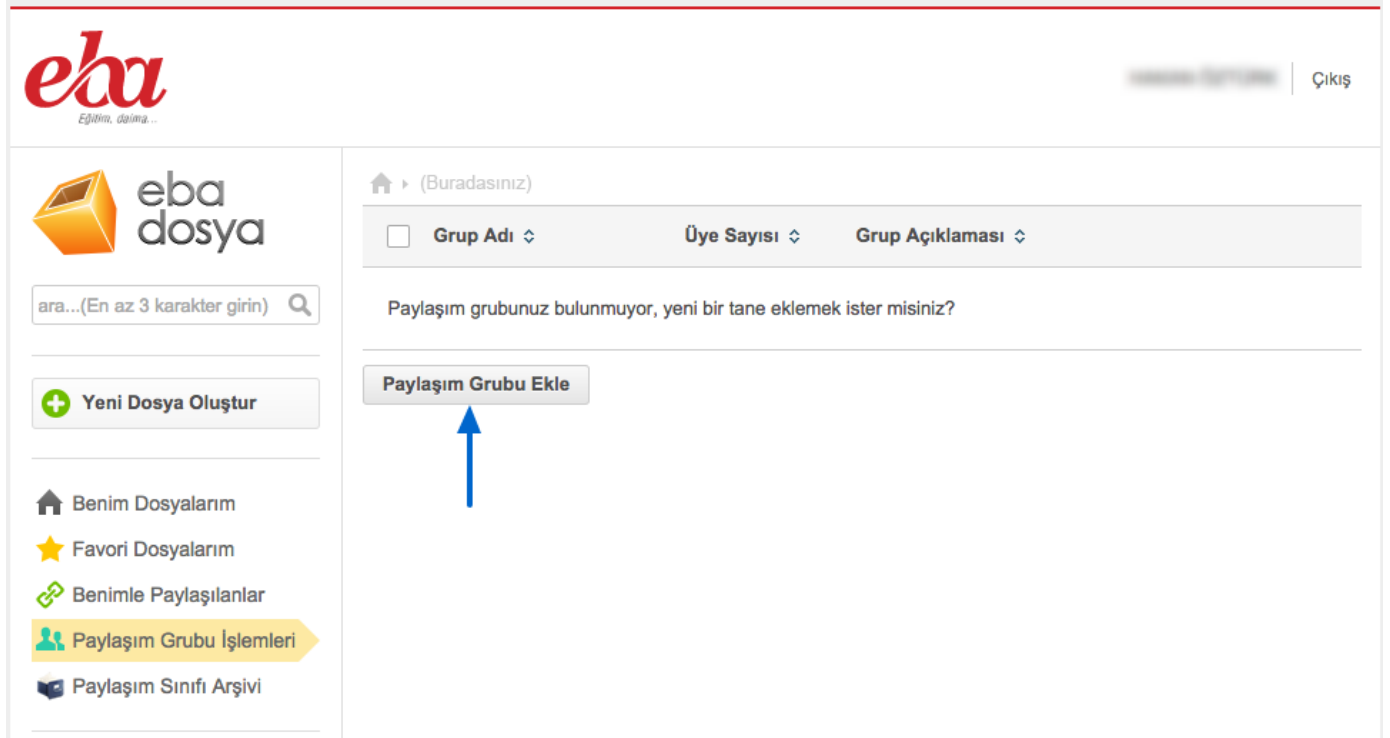 eba
Eğitim, daima...
Çıkış
eba
dosya
ara...(En az 3 karakter girin)
Yeni Dosya Oluştur
Benim Dosyalarım
Favori Dosyalarım
Benimle Paylaşılanlar
Paylaşım Grubu İşlemleri
Paylaşım Sınıfı Arşivi
(Buradasınız)
Grup Adı Üye Sayısı Grup Açıklaması
Paylaşım grubunuz bulunmuyor, yeni bir tane eklemek ister misiniz?
Paylaşım Grubu Ekle